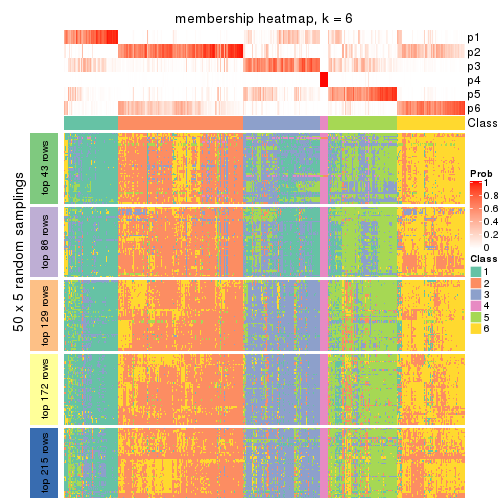 membership heatmap, k = 6
p1
p2
p3
p4
p5
p6
Class
50 x 5 random samplings
top 43 rows
top 86 rows
top 129 rows
top 172 rows
top 215 rows
Prob
1
0.8
0.6
0.4
0.2
0
Class
1
2
3
4
5
6